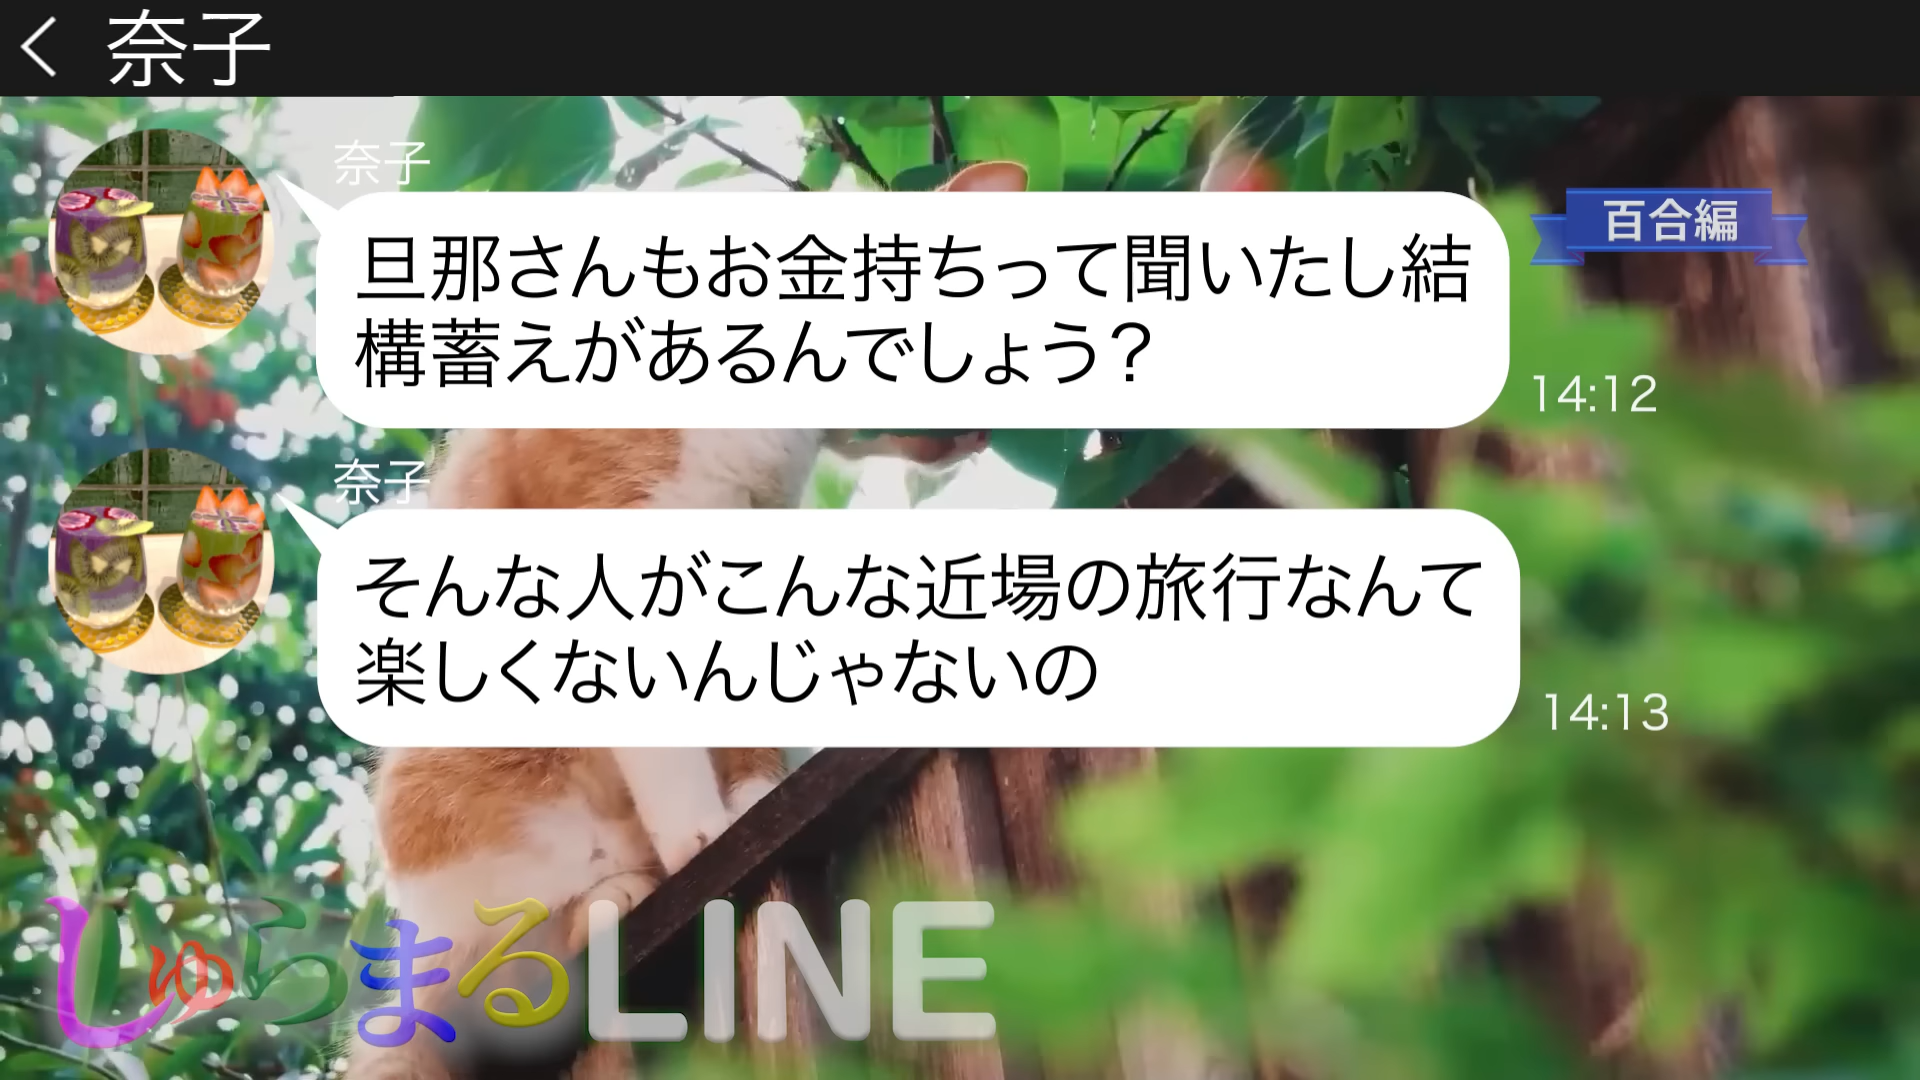 奈子
奈子
百合編
旦那さんもお金持ちって聞いたし結
構蓄えがあるんでしょう？
14:12
奈子
そんな人がこんな近場の旅行なんて
楽しくないんじゃないの
14:13
しゅらまるLINE